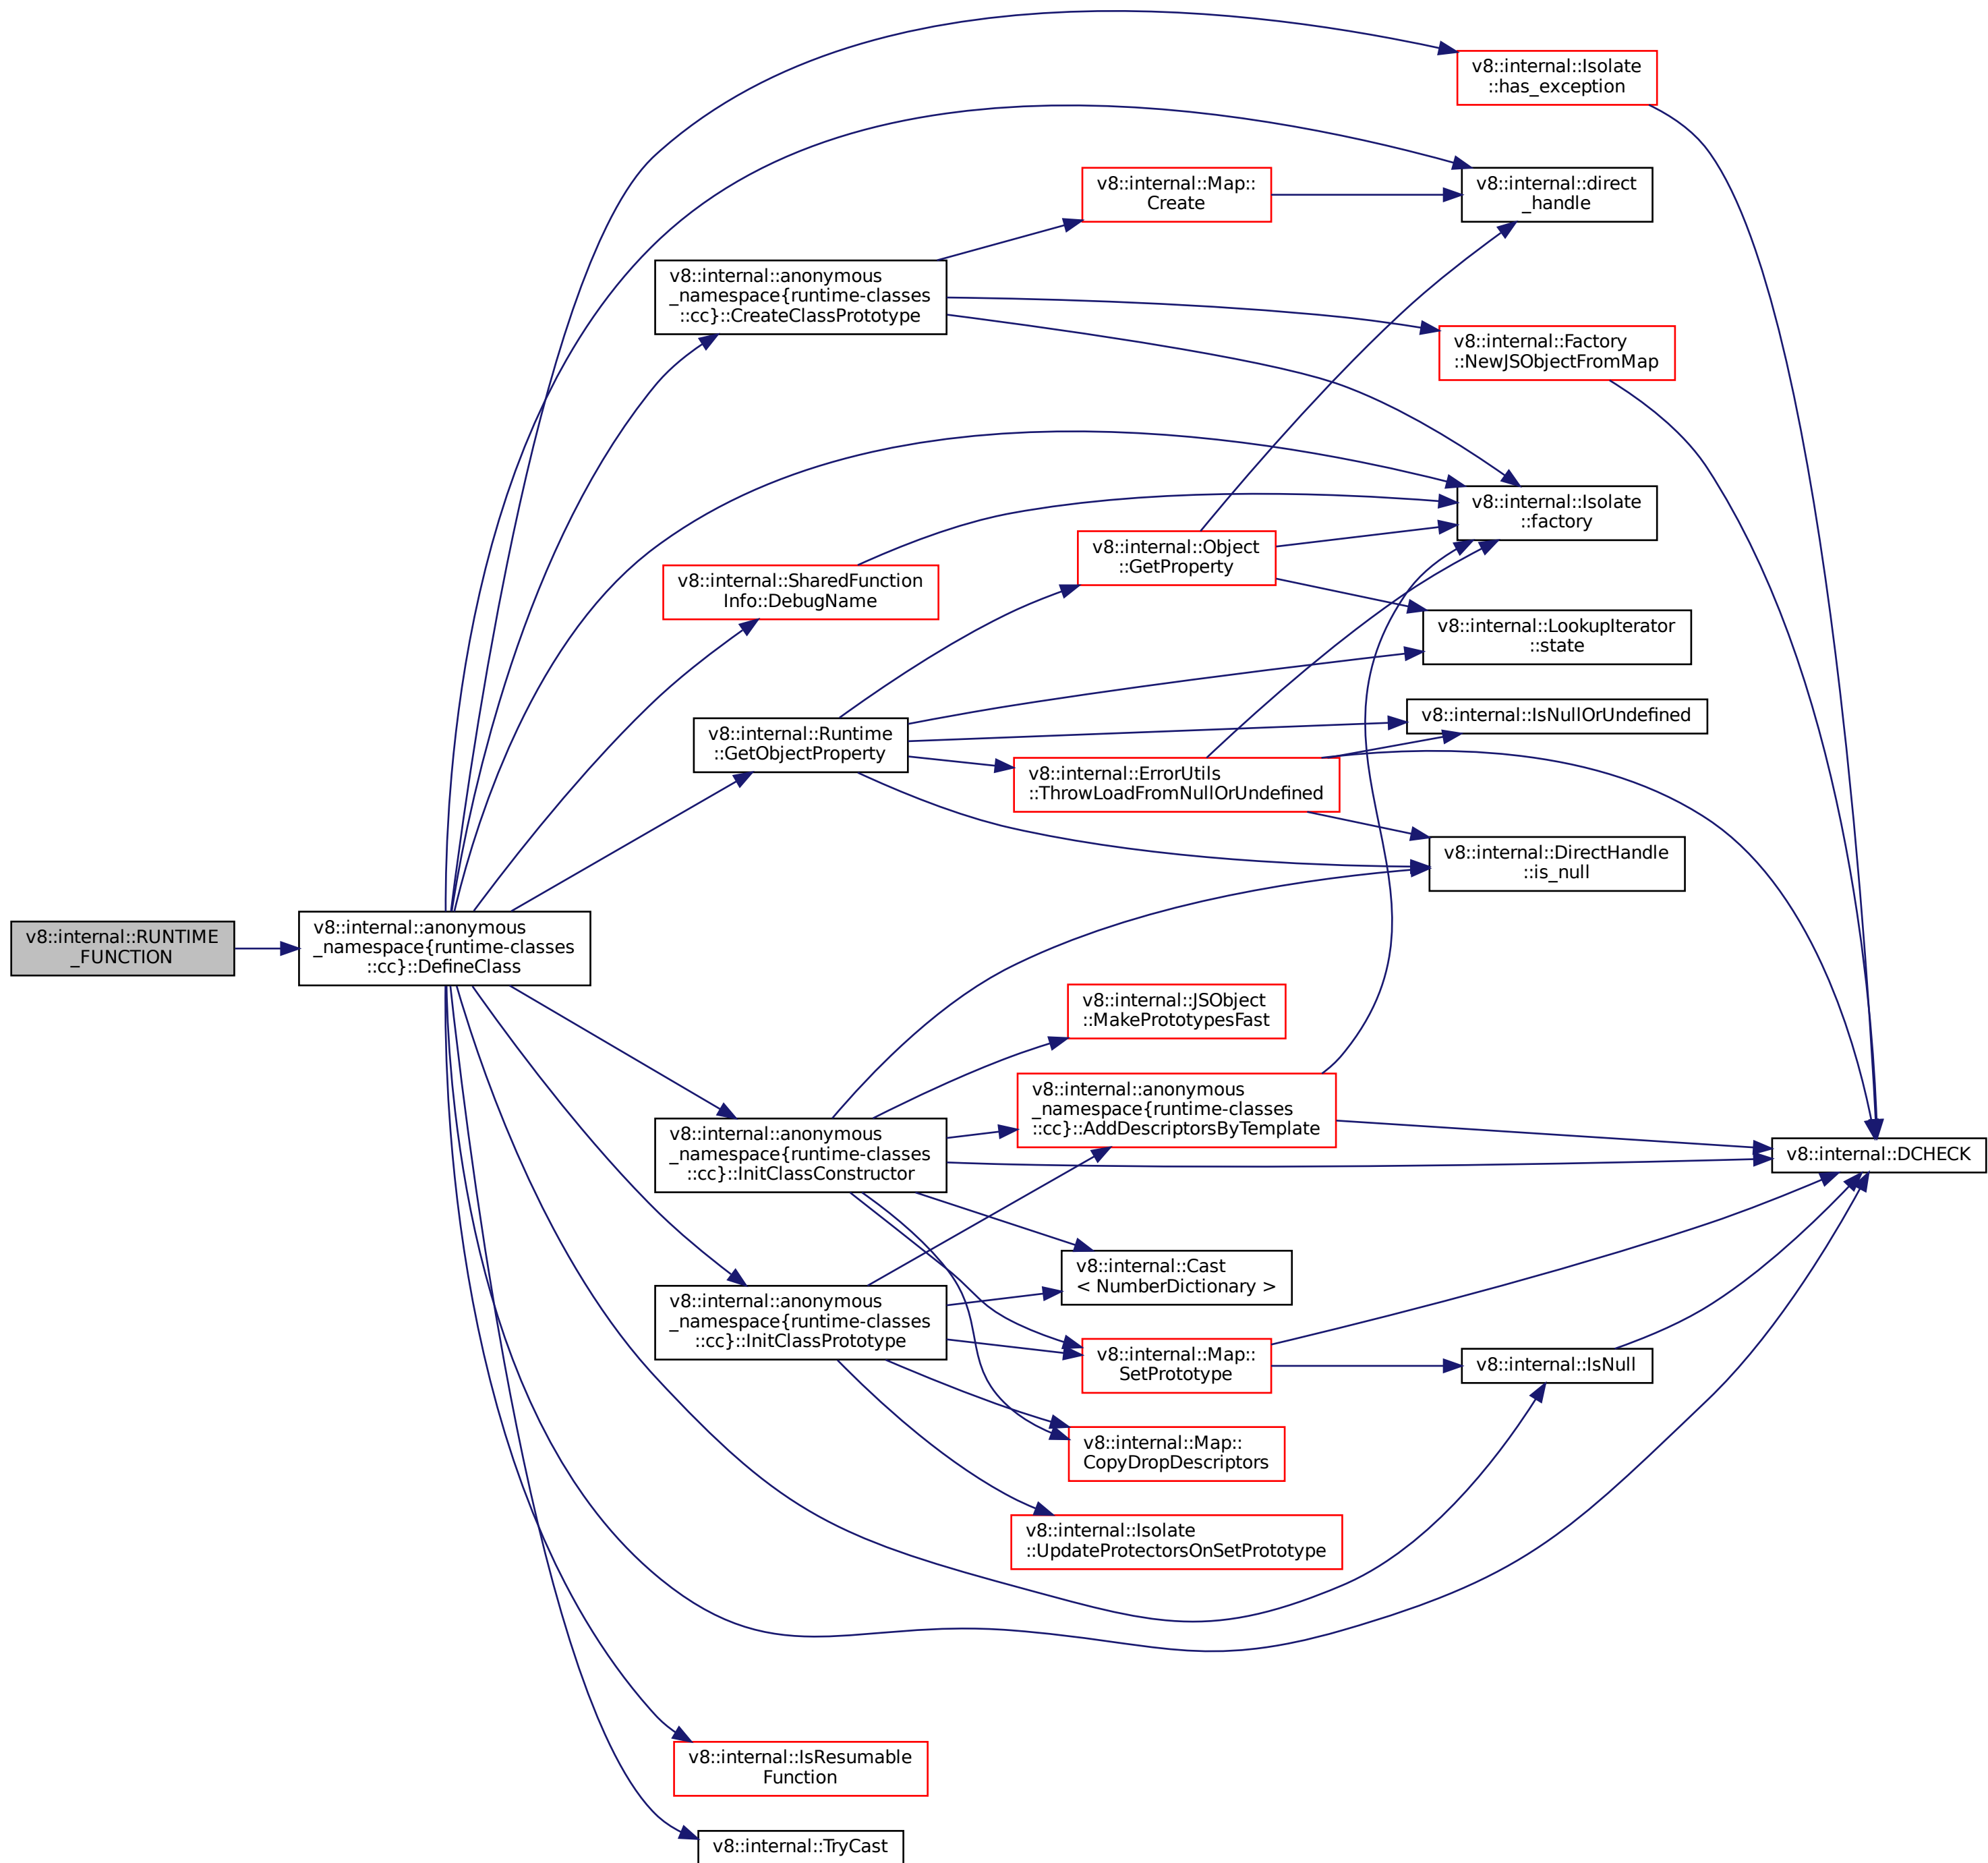 v8::internal::Isolate
::has_exception
v8::internal::Map::
Create
v8::internal::direct
_handle
v8::internal::anonymous
_namespace{runtime-classes
::cc}::CreateClassPrototype
v8::internal::Factory
::NewJSObjectFromMap
v8::internal::Isolate
::factory
v8::internal::Object
::GetProperty
v8::internal::SharedFunction
Info::DebugName
v8::internal::LookupIterator
::state
v8::internal::IsNullOrUndefined
v8::internal::Runtime
::GetObjectProperty
v8::internal::ErrorUtils
::ThrowLoadFromNullOrUndefined
v8::internal::DirectHandle
::is_null
v8::internal::RUNTIME
_FUNCTION
v8::internal::anonymous
_namespace{runtime-classes
::cc}::DefineClass
v8::internal::JSObject
::MakePrototypesFast
v8::internal::anonymous
_namespace{runtime-classes
::cc}::AddDescriptorsByTemplate
v8::internal::anonymous
_namespace{runtime-classes
::cc}::InitClassConstructor
v8::internal::DCHECK
v8::internal::Cast
< NumberDictionary >
v8::internal::anonymous
_namespace{runtime-classes
::cc}::InitClassPrototype
v8::internal::Map::
SetPrototype
v8::internal::IsNull
v8::internal::Map::
CopyDropDescriptors
v8::internal::Isolate
::UpdateProtectorsOnSetPrototype
v8::internal::IsResumable
Function
v8::internal::TryCast